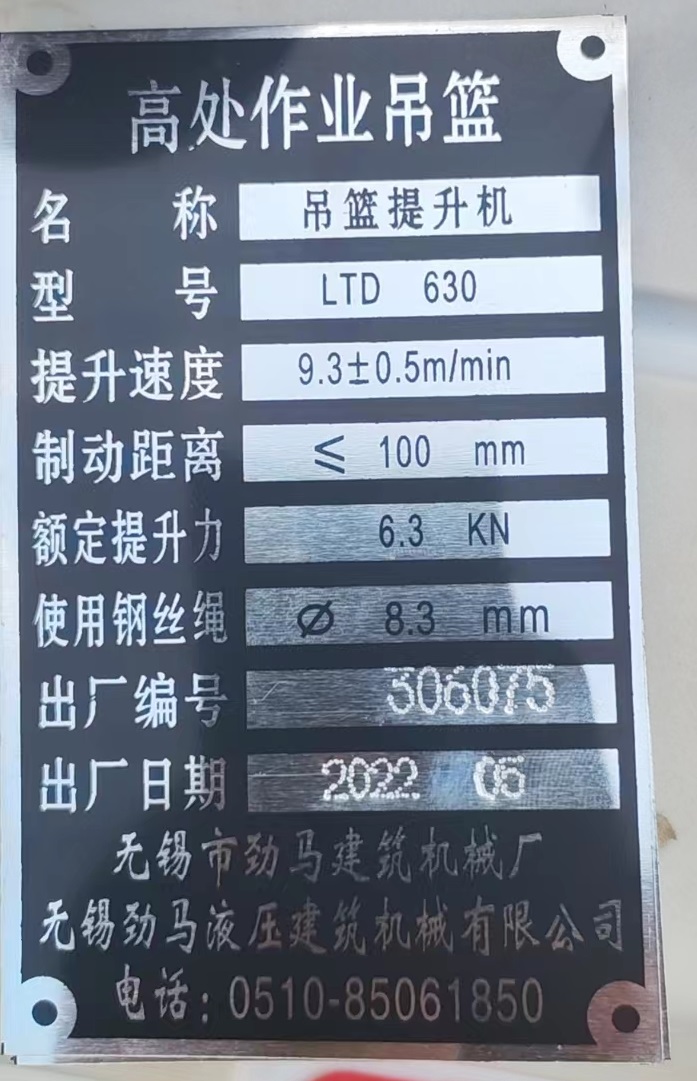 高处作业吊篮
名称 吊篮提升机
型号 LTD 630
提升速度 9.3±0.5m/min
制动距离 ≤ 100 mm
额定提升力 6.3 KN
使用钢丝绳 Ø 8.3 mm
出厂编号 306075
出厂日期 2022 05
无锡市劲马建筑机械厂
无锡劲马液压建筑机械有限公司
电话：0510-85061850